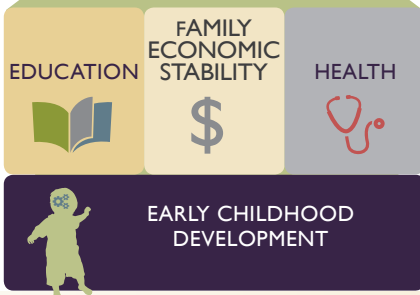 EDUCATION
FAMILY
ECONOMIC
STABILITY
HEALTH
$
EARLY CHILDHOOD
DEVELOPMENT